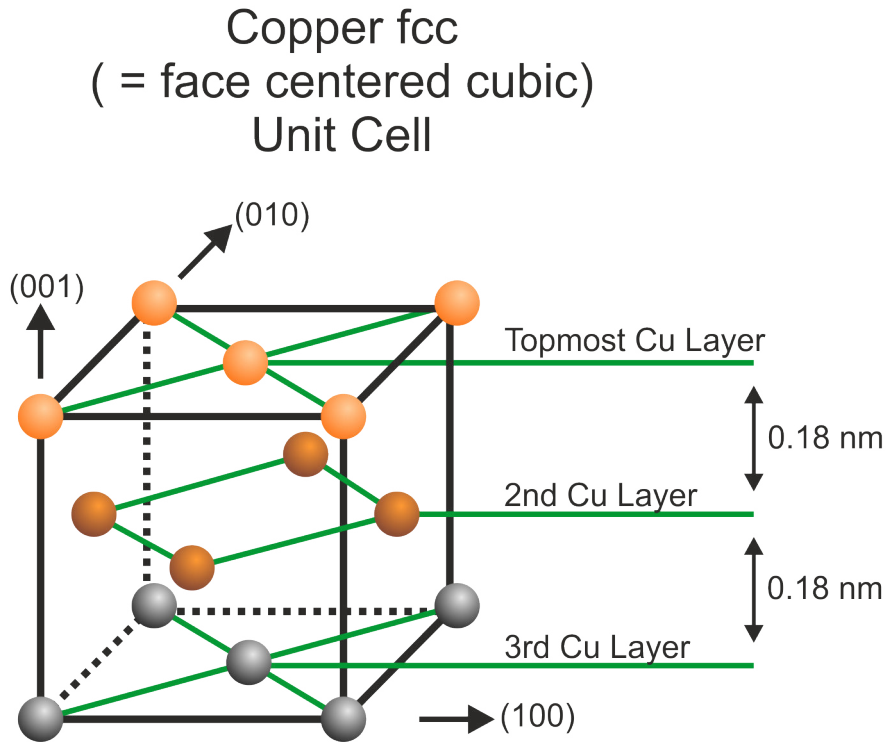 Copper fcc
( = face centered cubic)
Unit Cell
(010)
(001)
Topmost Cu Layer
0.18 nm
2nd Cu Layer
0.18 nm
3rd Cu Layer
(100)